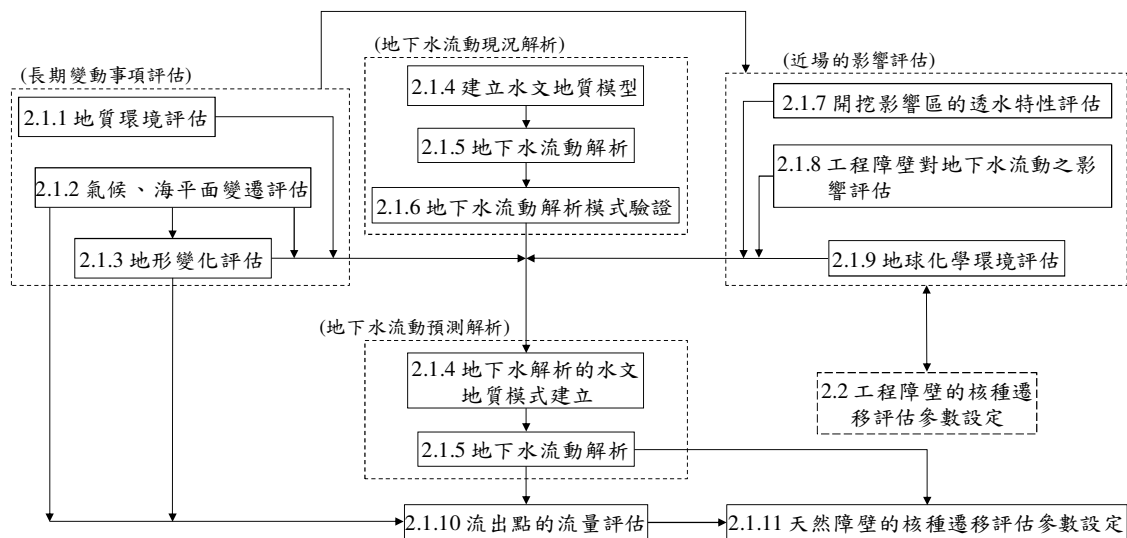 (長期變動事項評估)
2.1.1 地質環境評估
2.1.2 氣候、海平面變遷評估
2.1.3 地形變化評估
(地下水流動現況解析)
2.1.4 建立水文地質模型
2.1.5 地下水流動解析
2.1.6 地下水流動解析模式驗證
(近場的影響評估)
2.1.7 開挖影響區的透水特性評估
2.1.8 工程障壁對地下水流動之影
響評估
2.1.9 地球化學環境評估
(地下水流動預測解析)
2.1.4 地下水解析的水文
地質模式建立
2.1.5 地下水流動解析
2.2 工程障壁的核種遷
移評估參數設定
2.1.10 流出點的流量評估
2.1.11 天然障壁的核種遷移評估參數設定